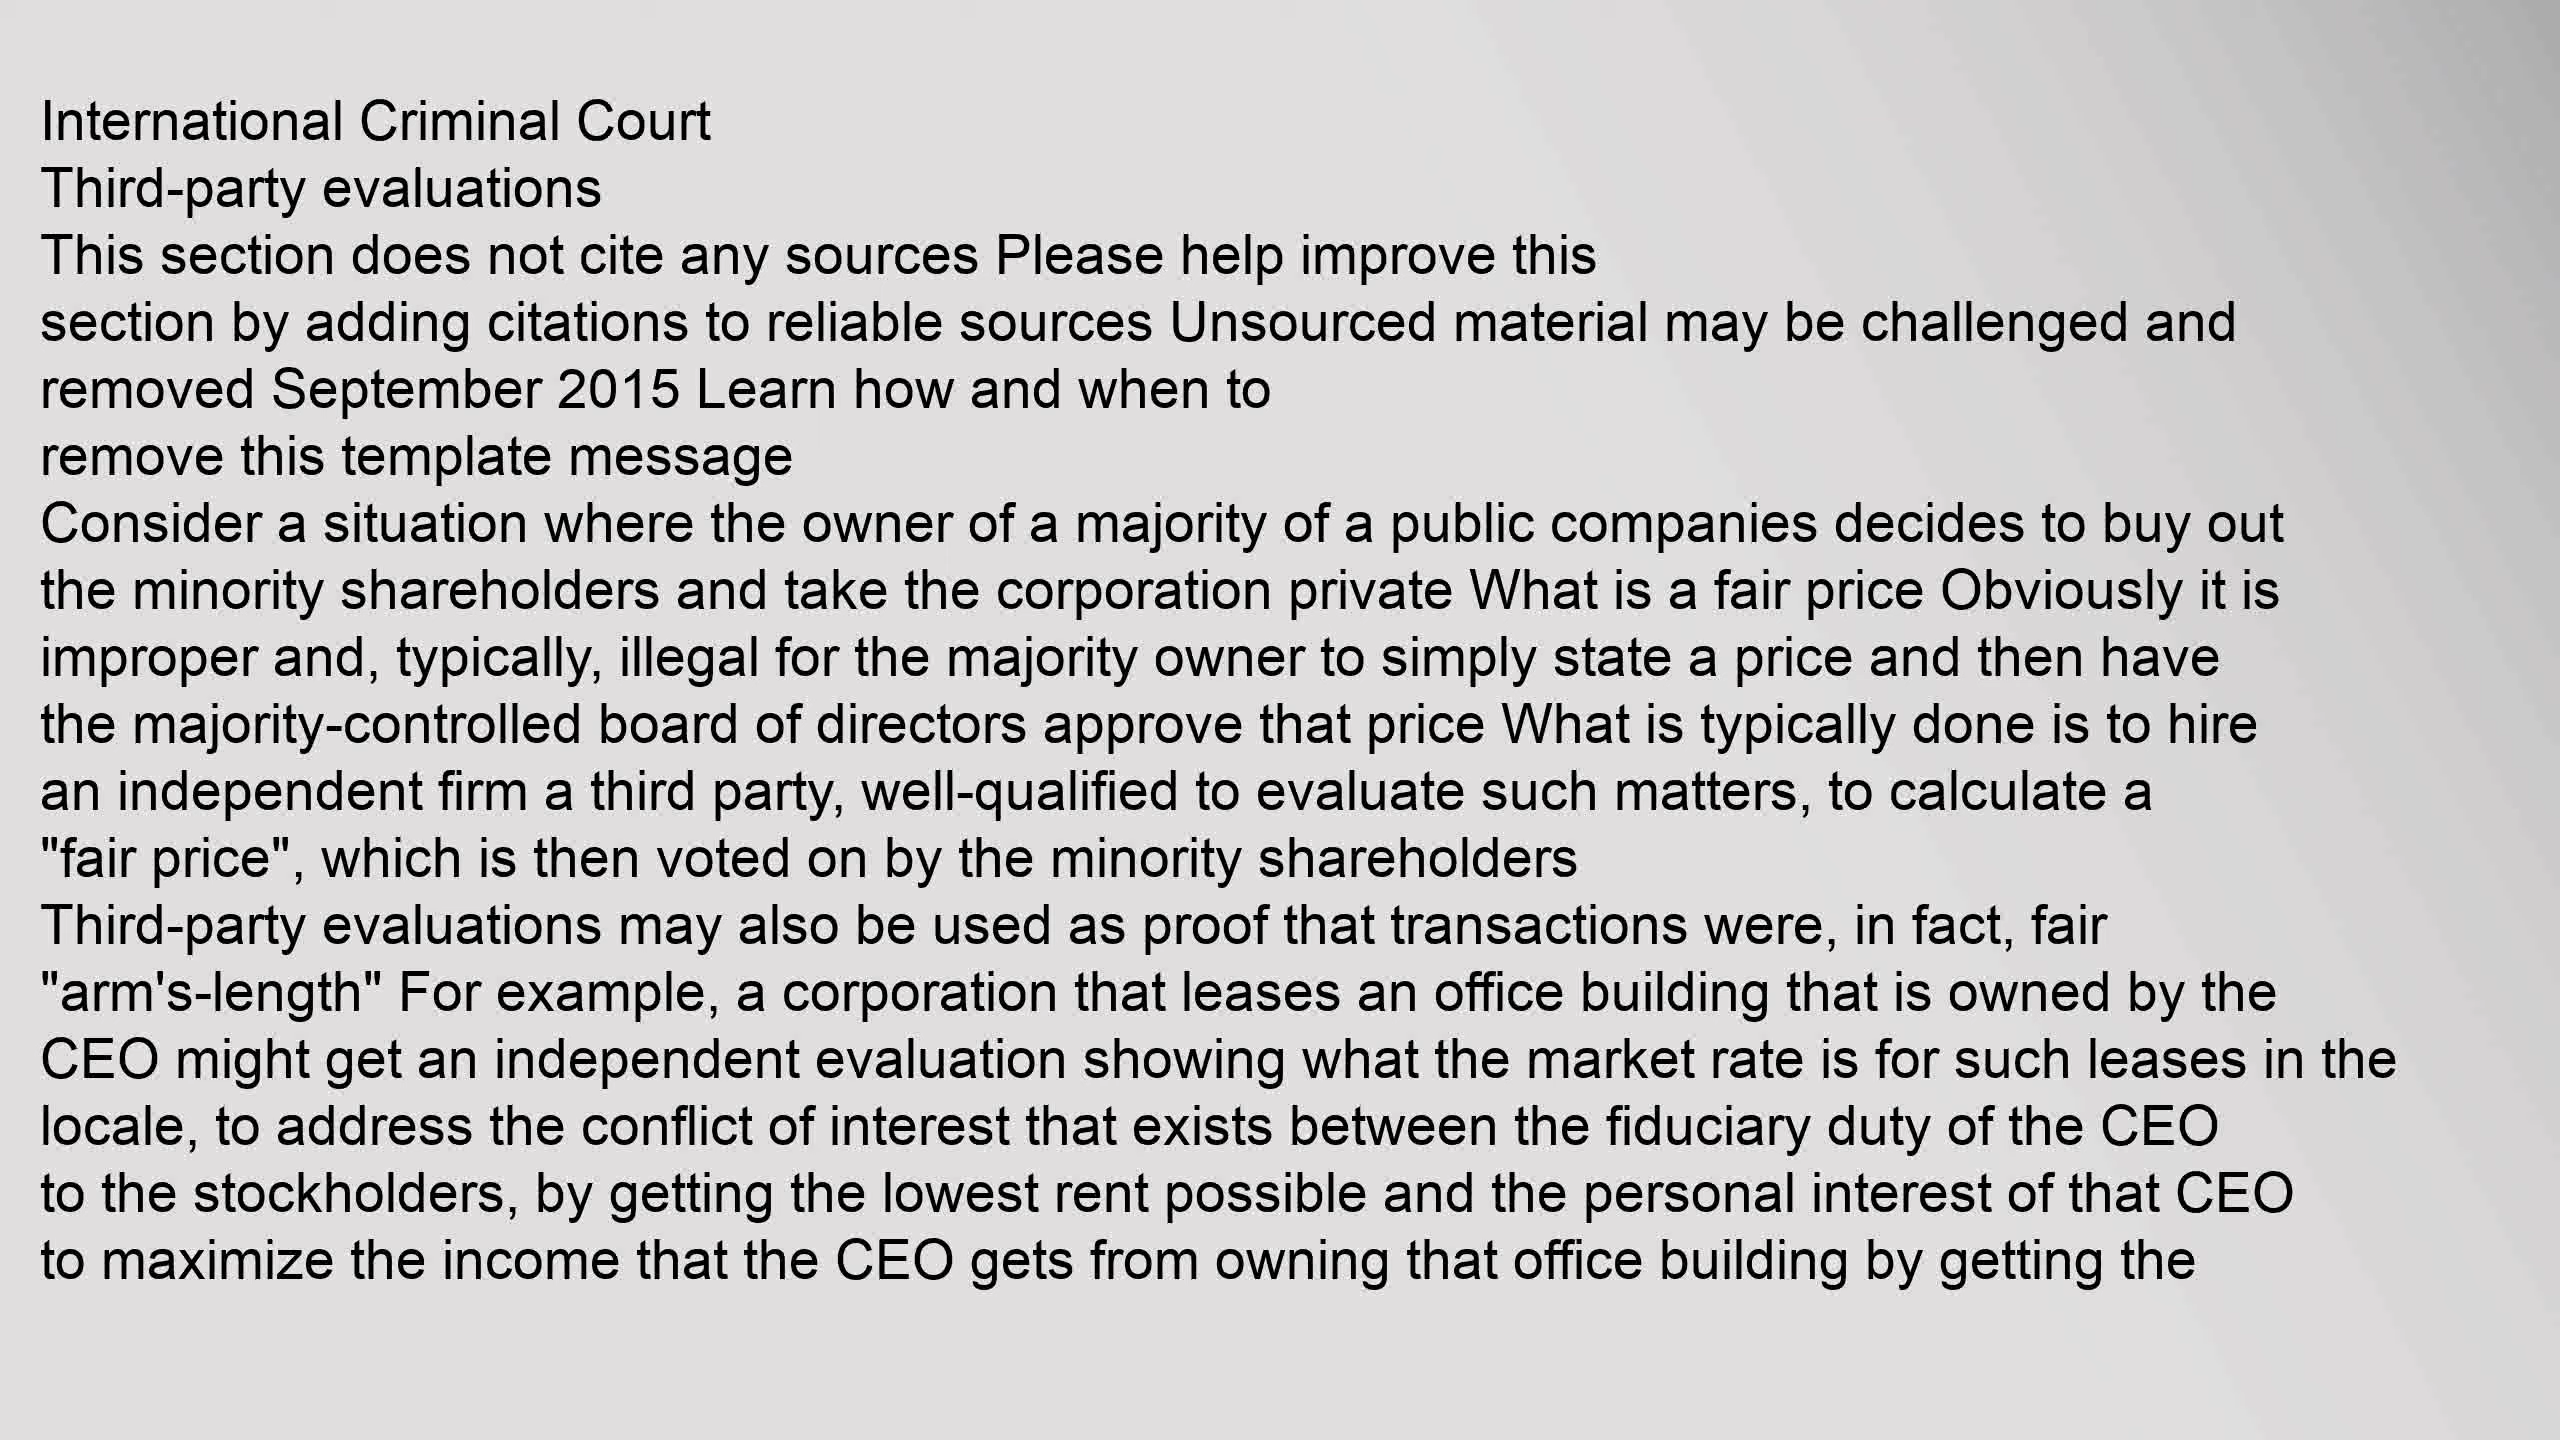 International Criminal Court
Third-party evaluations
This section does not cite any sources Please help improve this
section by adding citations to reliable sources Unsourced material may be challenged and
removed September 2015 Learn how and when to
remove this template message
Consider a situation where the owner of a majority of a public companies decides to buy out
the minority shareholders and take the corporation private What is a fair price Obviously it is
improper and, typically, illegal for the majority owner to simply state a price and then have
the majority-controlled board of directors approve that price What is typically done is to hire
an independent firm a third party, well-qualified to evaluate such matters, to calculate a
"fair price", which is then voted on by the minority shareholders
Third-party evaluations may also be used as proof that transactions were, in fact, fair
"arm's-length" For example, a corporation that leases an office building that is owned by the
CEO might get an independent evaluation showing what the market rate is for such leases in the
locale, to address the conflict of interest that exists between the fiduciary duty of the CEO
to the stockholders, by getting the lowest rent possible and the personal interest of that CEO
to maximize the income that the CEO gets from owning that office building by getting the